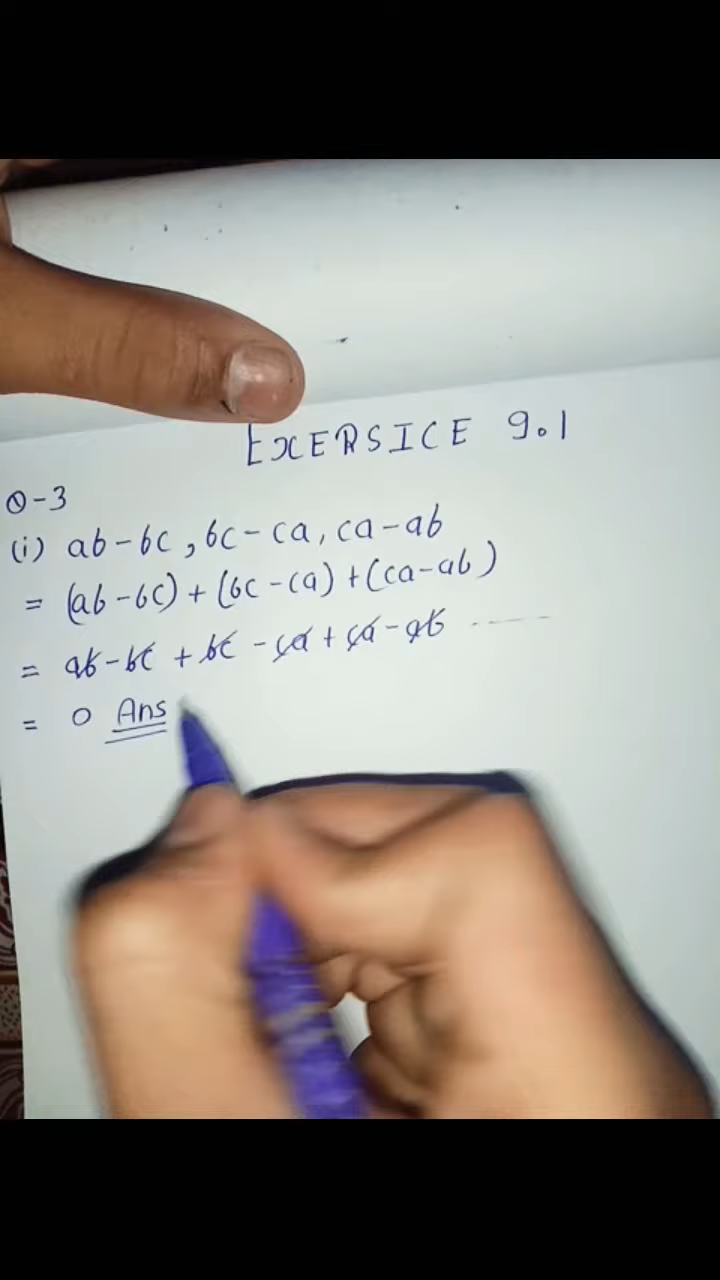 EXERSICE 9.1
Q-3
(i) ab-bc, bc-ca, ca-ab
= (ab-bc)+(bc-ca)+(ca-ab)
= ab-bc+bc-ca+ca-ab
= 0 Ans